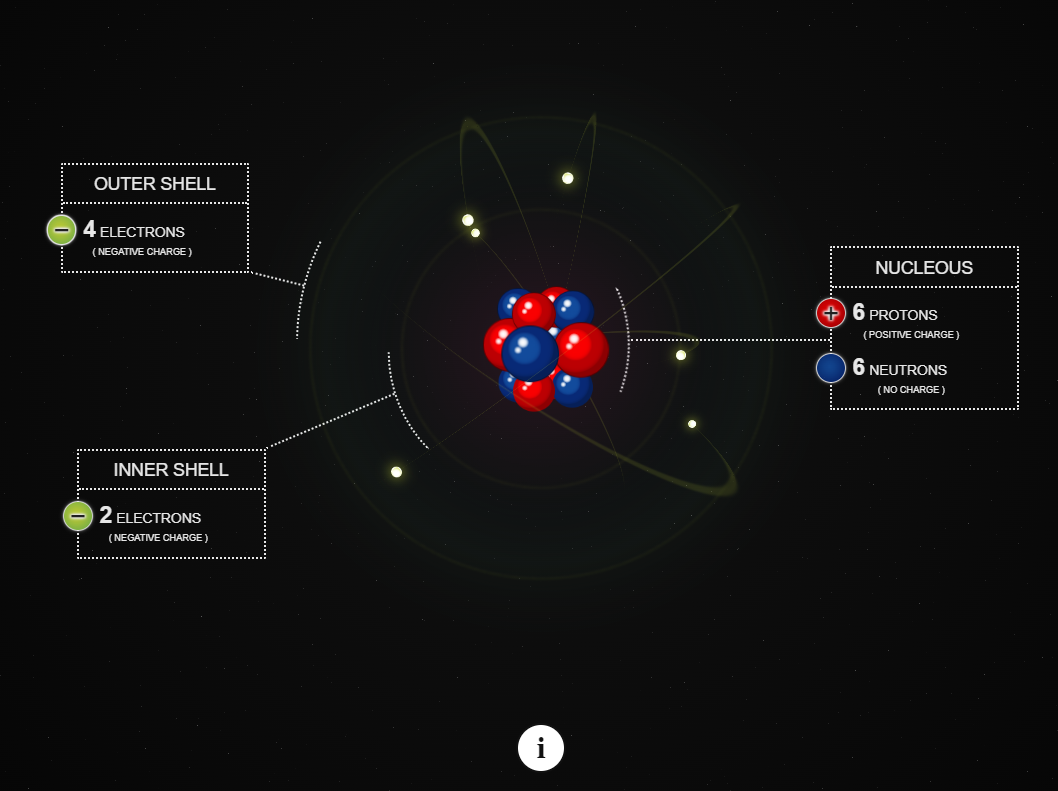 OUTER SHELL
4 ELECTRONS
( NEGATIVE CHARGE )
NUCLEOUS
6 PROTONS
( POSITIVE CHARGE )
6 NEUTRONS
( NO CHARGE )
INNER SHELL
2 ELECTRONS
( NEGATIVE CHARGE )
i